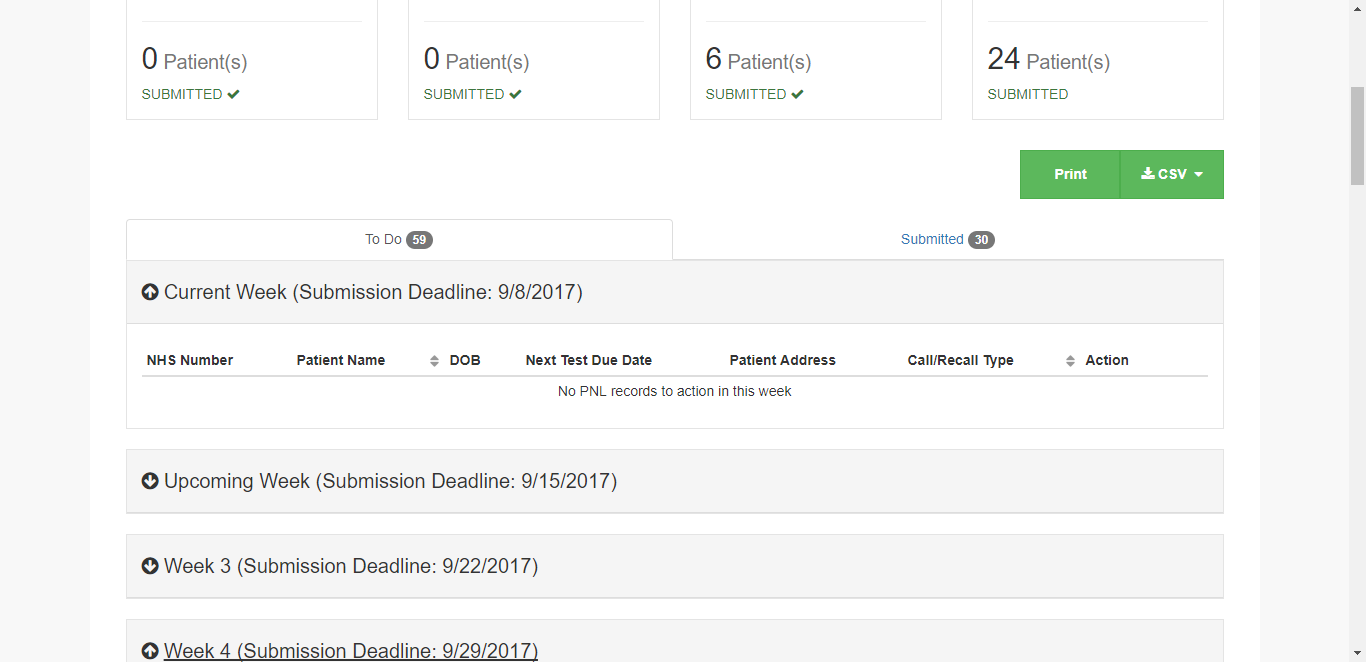 0 Patient(s) 0 Patient(s) 6 Patient(s) 24 Patient(s)
SUBMITTED SUBMITTED SUBMITTED SUBMITTED
Print CSV
To Do 59 Submitted 30
Current Week (Submission Deadline: 9/8/2017)
NHS Number Patient Name DOB Next Test Due Date Patient Address Call/Recall Type Action
No PNL records to action in this week
Upcoming Week (Submission Deadline: 9/15/2017)
Week 3 (Submission Deadline: 9/22/2017)
Week 4 (Submission Deadline: 9/29/2017)